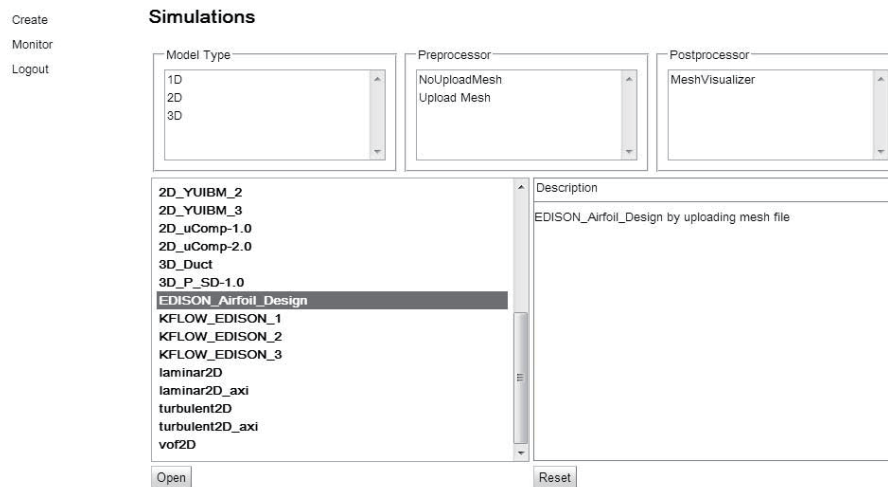 Create
Monitor
Logout
Simulations
Model Type
1D
2D
3D
Preprocessor
NoUploadMesh
Upload Mesh
Postprocessor
MeshVisualizer
2D_YUIBM_2
2D_YUIBM_3
2D_uComp-1.0
2D_uComp-2.0
3D_Duct
3D_P_SD-1.0
EDISON_Airfoil_Design
KFLOW_EDISON_1
KFLOW_EDISON_2
KFLOW_EDISON_3
laminar2D
laminar2D_axi
turbulent2D
turbulent2D_axi
vof2D
Description
EDISON_Airfoil_Design by uploading mesh file
Open
Reset